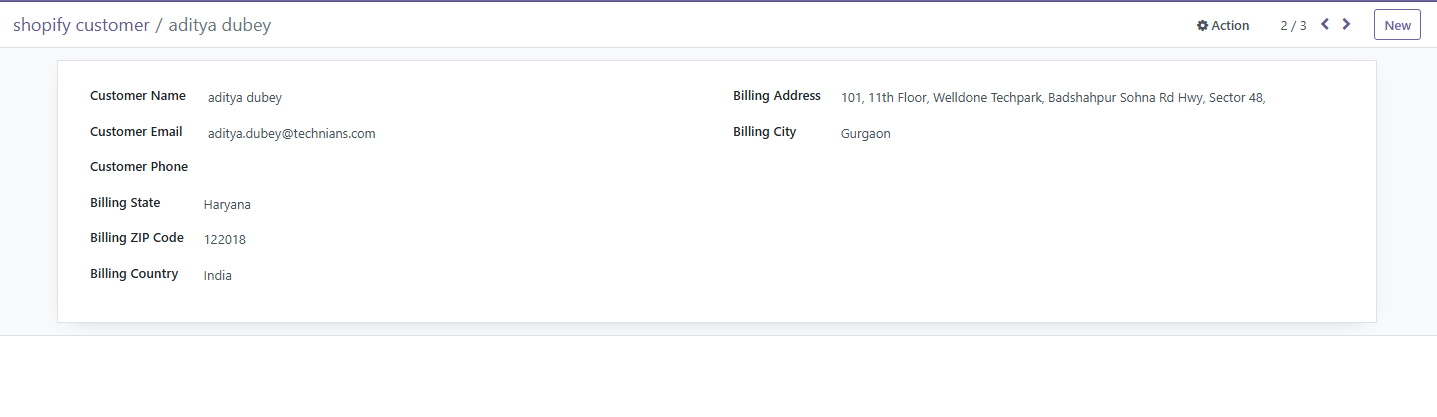 shopify customer / aditya dubey
Action 2 / 3 New
Customer Name aditya dubey
Customer Email aditya.dubey@technians.com
Customer Phone
Billing State Haryana
Billing ZIP Code 122018
Billing Country India
Billing Address 101, 11th Floor, Welldone Techpark, Badshahpur Sohna Rd Hwy, Sector 48,
Billing City Gurgaon